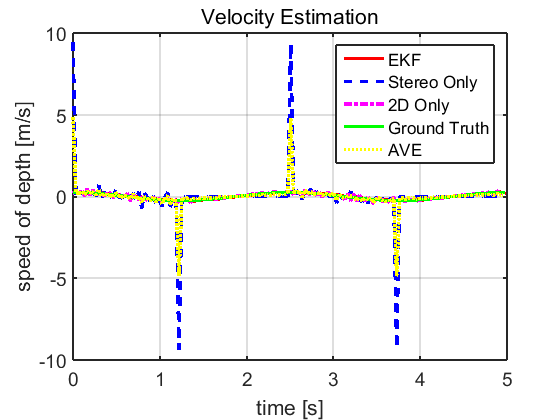 Velocity Estimation
10
5
0
-5
-10
speed of depth [m/s]
EKF
Stereo Only
2D Only
Ground Truth
AVE
0 1 2 3 4 5
time [s]